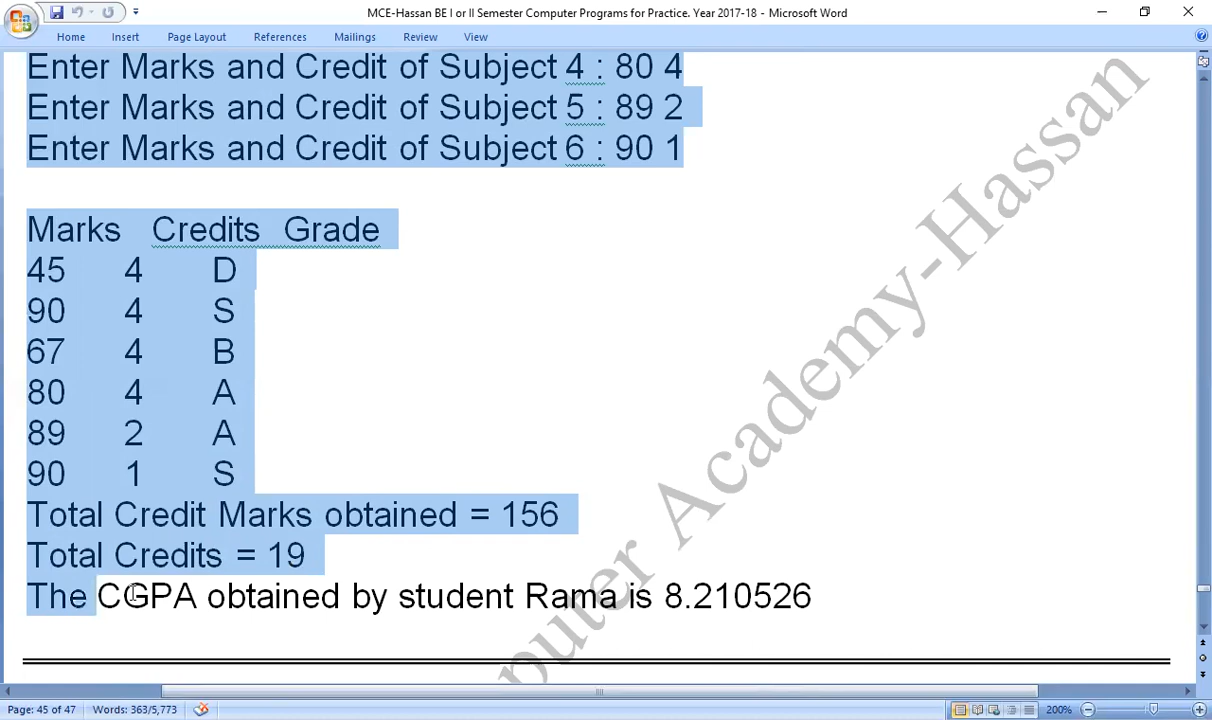 MCE-Hassan BE I or II Semester Computer Programs for Practice. Year 2017-18 - Microsoft Word
Home Insert Page Layout References Mailings Review View
Enter Marks and Credit of Subject 4 : 80 4
Enter Marks and Credit of Subject 5 : 89 2
Enter Marks and Credit of Subject 6 : 90 1
Marks Credits Grade
45 4 D
90 4 S
67 4 B
80 4 A
89 2 A
90 1 S
Total Credit Marks obtained = 156
Total Credits = 19
The CGPA obtained by student Rama is 8.210526
puter Academy-Hassan
Page: 45 of 47 Words: 363/5,773 200%